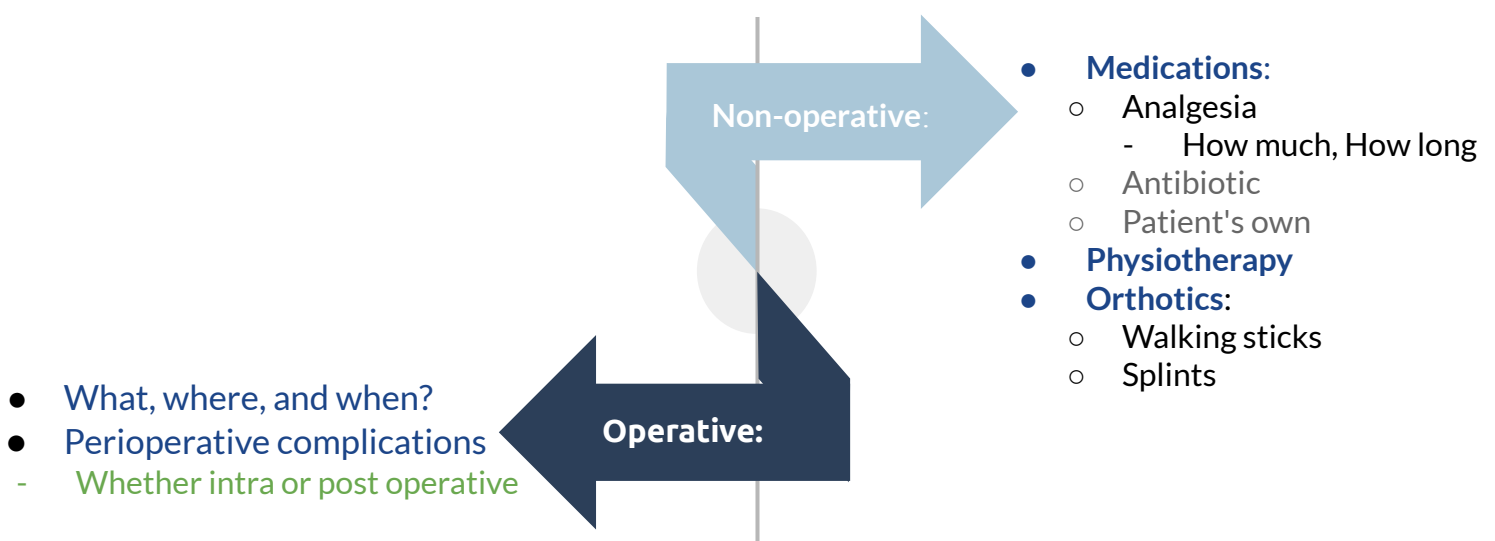 Non-operative:
● Medications:
○ Analgesia
- How much, How long
○ Antibiotic
○ Patient's own
● Physiotherapy
● Orthotics:
○ Walking sticks
○ Splints
Operative:
● What, where, and when?
● Perioperative complications
- Whether intra or post operative